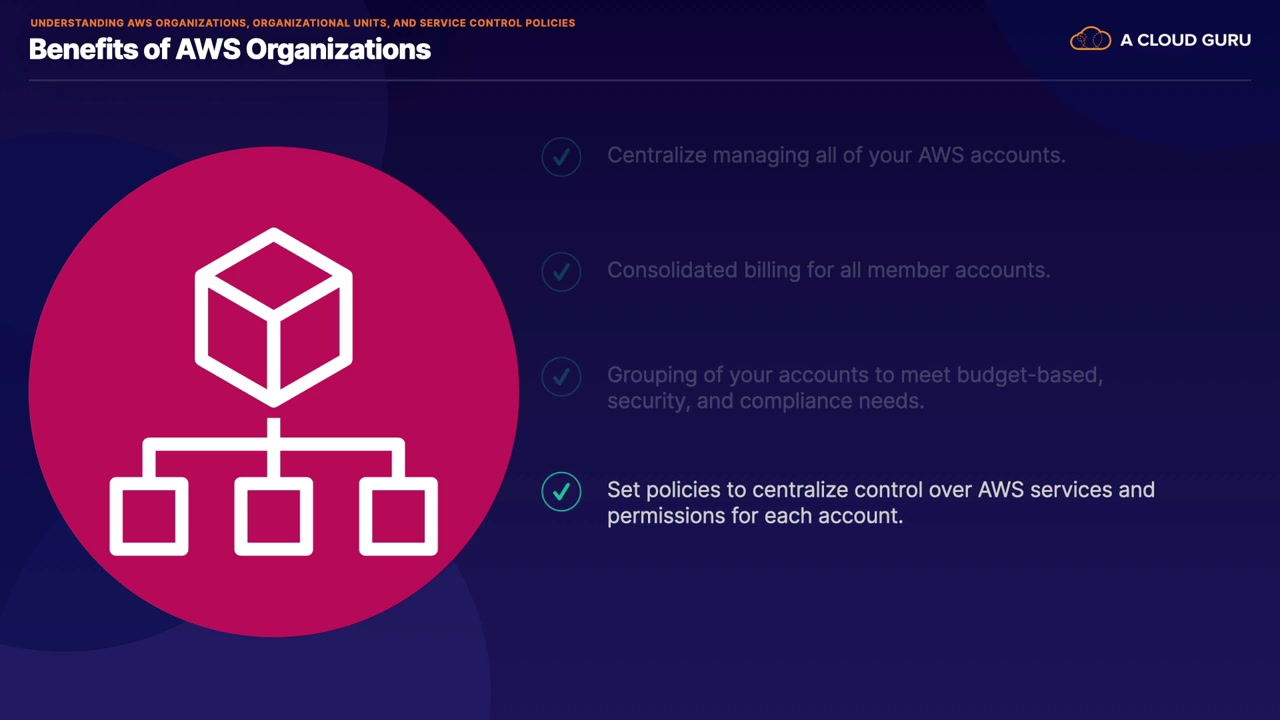 UNDERSTANDING AWS ORGANIZATIONS, ORGANIZATIONAL UNITS, AND SERVICE CONTROL POLICIES
Benefits of AWS Organizations
A CLOUD GURU
Centralize managing all of your AWS accounts.
Consolidated billing for all member accounts.
Grouping of your accounts to meet budget-based,
security, and compliance needs.
Set policies to centralize control over AWS services and
permissions for each account.